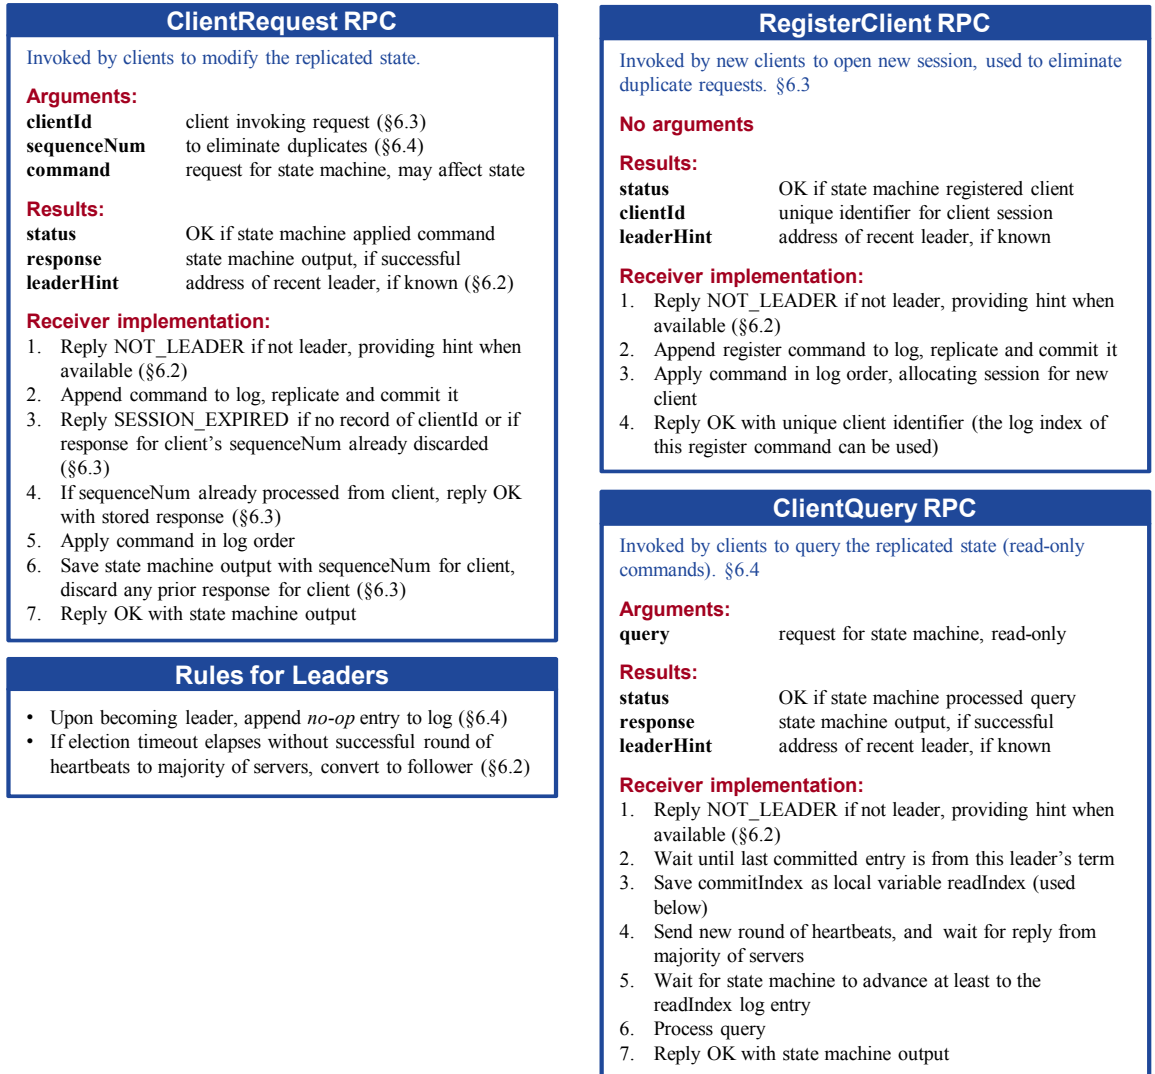 ClientRequest RPC
Invoked by clients to modify the replicated state.
Arguments:
clientId client invoking request (§6.3)
sequenceNum to eliminate duplicates (§6.4)
command request for state machine, may affect state
Results:
status OK if state machine applied command
response state machine output, if successful
leaderHint address of recent leader, if known (§6.2)
Receiver implementation:
1. Reply NOT_LEADER if not leader, providing hint when
available (§6.2)
2. Append command to log, replicate and commit it
3. Reply SESSION_EXPIRED if no record of clientId or if
response for client's sequenceNum already discarded
(§6.3)
4. If sequenceNum already processed from client, reply OK
with stored response (§6.3)
5. Apply command in log order
6. Save state machine output with sequenceNum for client,
discard any prior response for client (§6.3)
7. Reply OK with state machine output
Rules for Leaders
• Upon becoming leader, append no-op entry to log (§6.4)
• If election timeout elapses without successful round of
heartbeats to majority of servers, convert to follower (§6.2)
RegisterClient RPC
Invoked by new clients to open new session, used to eliminate
duplicate requests. §6.3
No arguments
Results:
status OK if state machine registered client
clientId unique identifier for client session
leaderHint address of recent leader, if known
Receiver implementation:
1. Reply NOT_LEADER if not leader, providing hint when
available (§6.2)
2. Append register command to log, replicate and commit it
3. Apply command in log order, allocating session for new
client
4. Reply OK with unique client identifier (the log index of
this register command can be used)
ClientQuery RPC
Invoked by clients to query the replicated state (read-only
commands). §6.4
Arguments:
query request for state machine, read-only
Results:
status OK if state machine processed query
response state machine output, if successful
leaderHint address of recent leader, if known
Receiver implementation:
1. Reply NOT_LEADER if not leader, providing hint when
available (§6.2)
2. Wait until last committed entry is from this leader's term
3. Save commitIndex as local variable readIndex (used
below)
4. Send new round of heartbeats, and wait for reply from
majority of servers
5. Wait for state machine to advance at least to the
readIndex log entry
6. Process query
7. Reply OK with state machine output